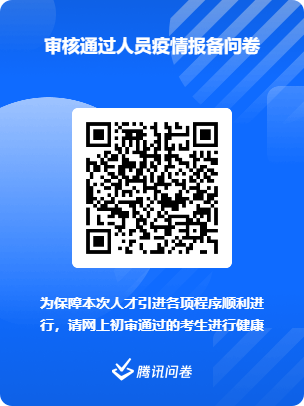 审核通过人员疫情报备问卷
为保障本次人才引进各项程序顺利进
行，请网上初审通过的考生进行健康
腾讯问卷